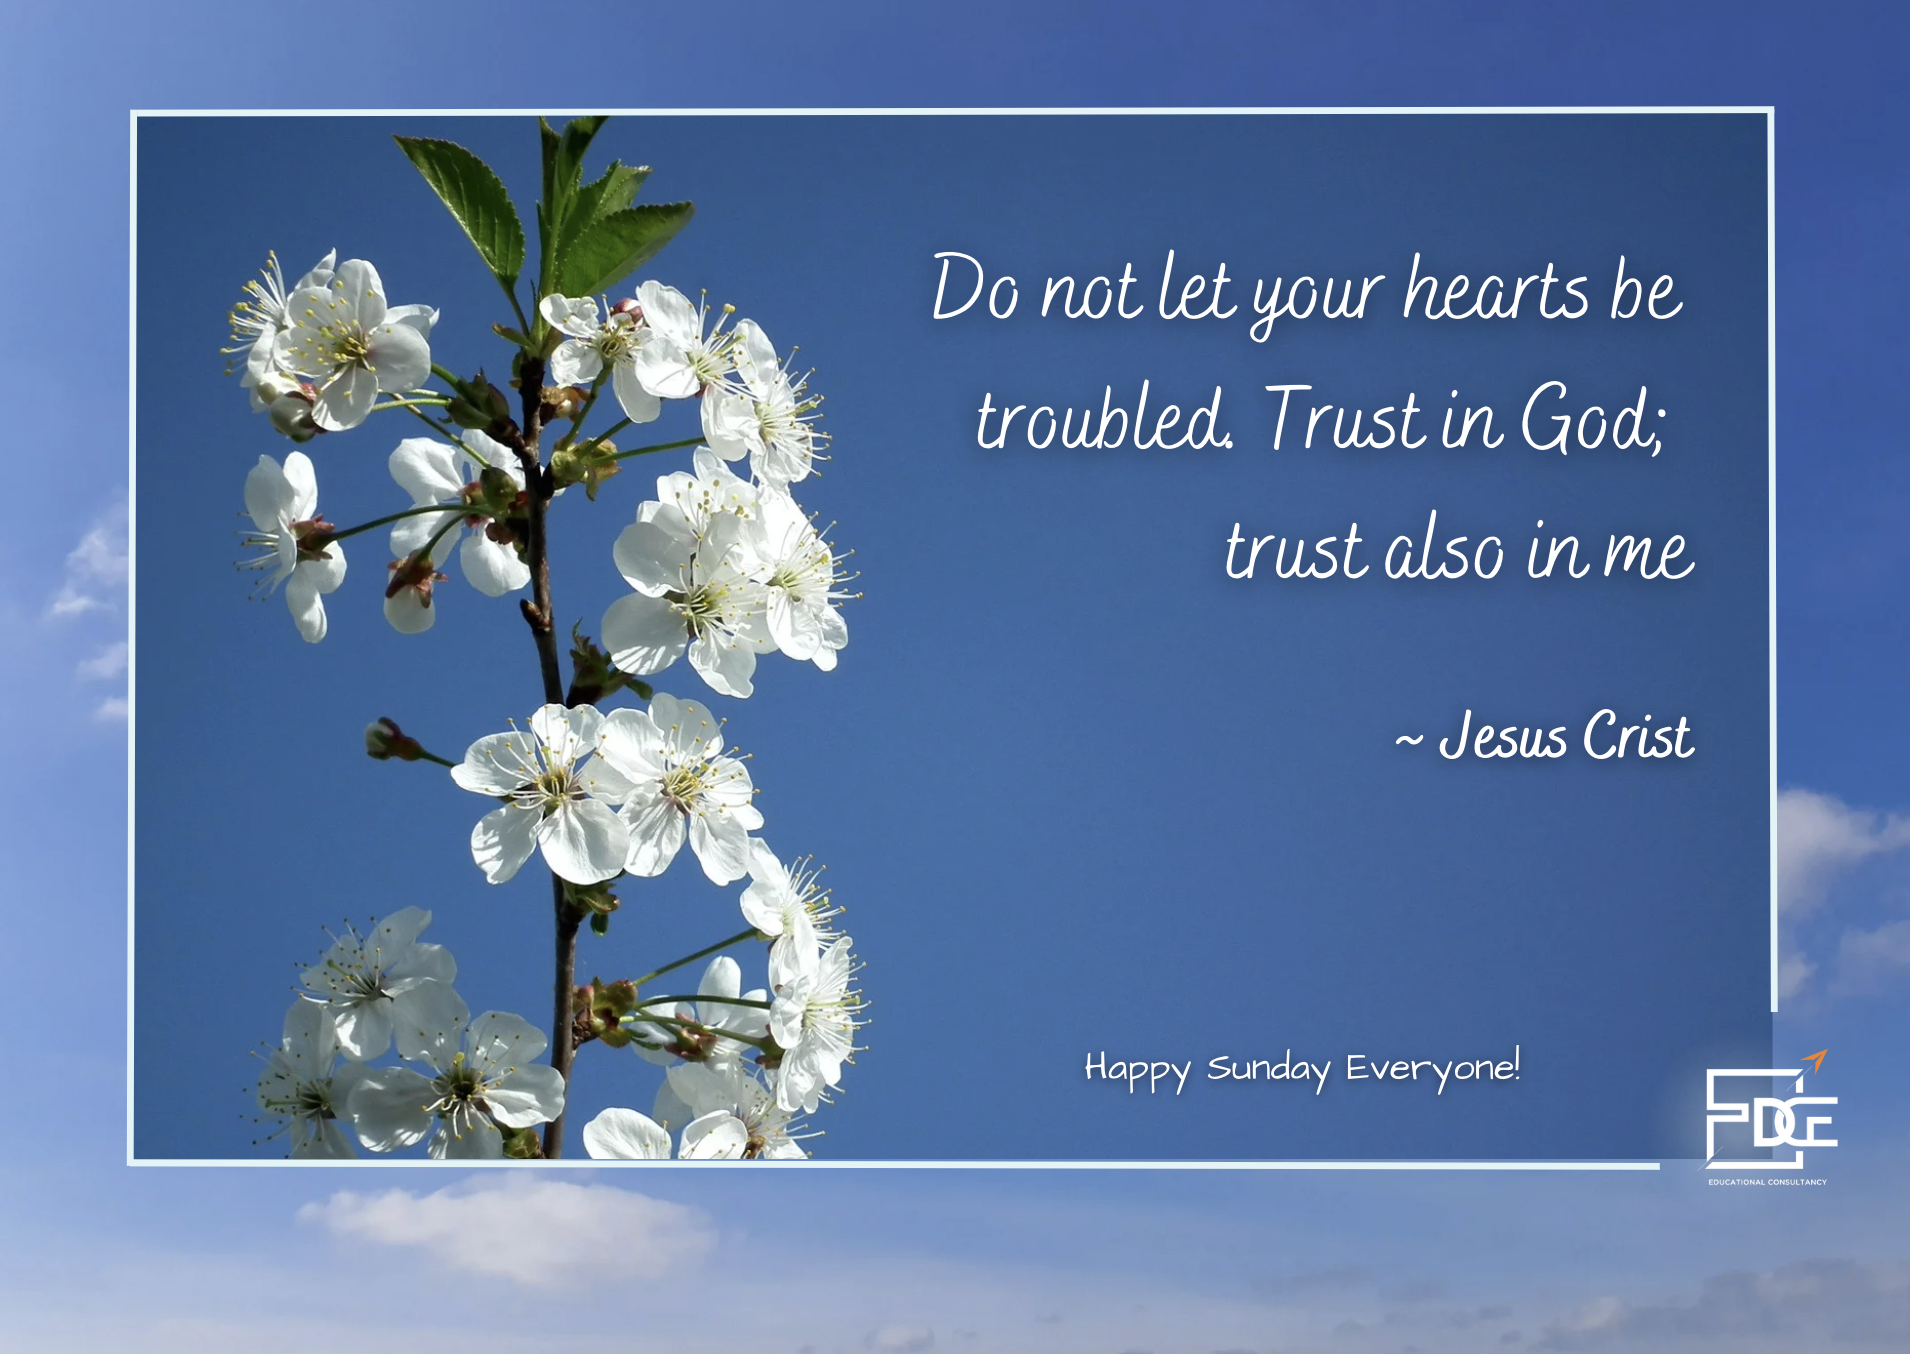 Do not let your hearts be
troubled. Trust in God;
trust also in me
~ Jesus Crist
Happy Sunday Everyone!
EDGE
EDUCATIONAL CONSULTANCY